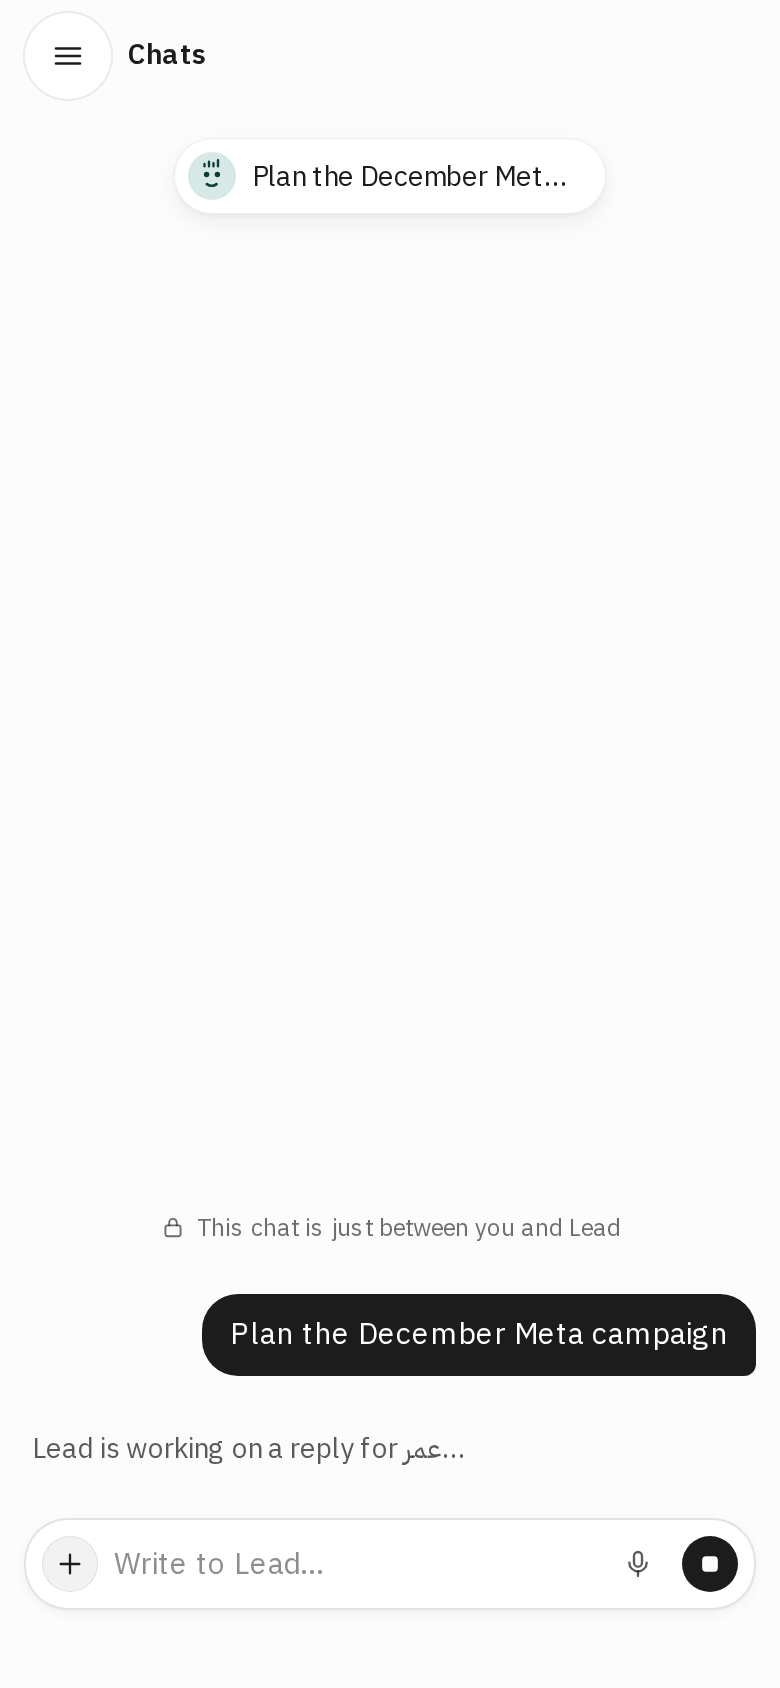 Chats
Plan the December Met...
This chat is just between you and Lead
Plan the December Meta campaign
Lead is working on a reply for عمر...
Write to Lead...